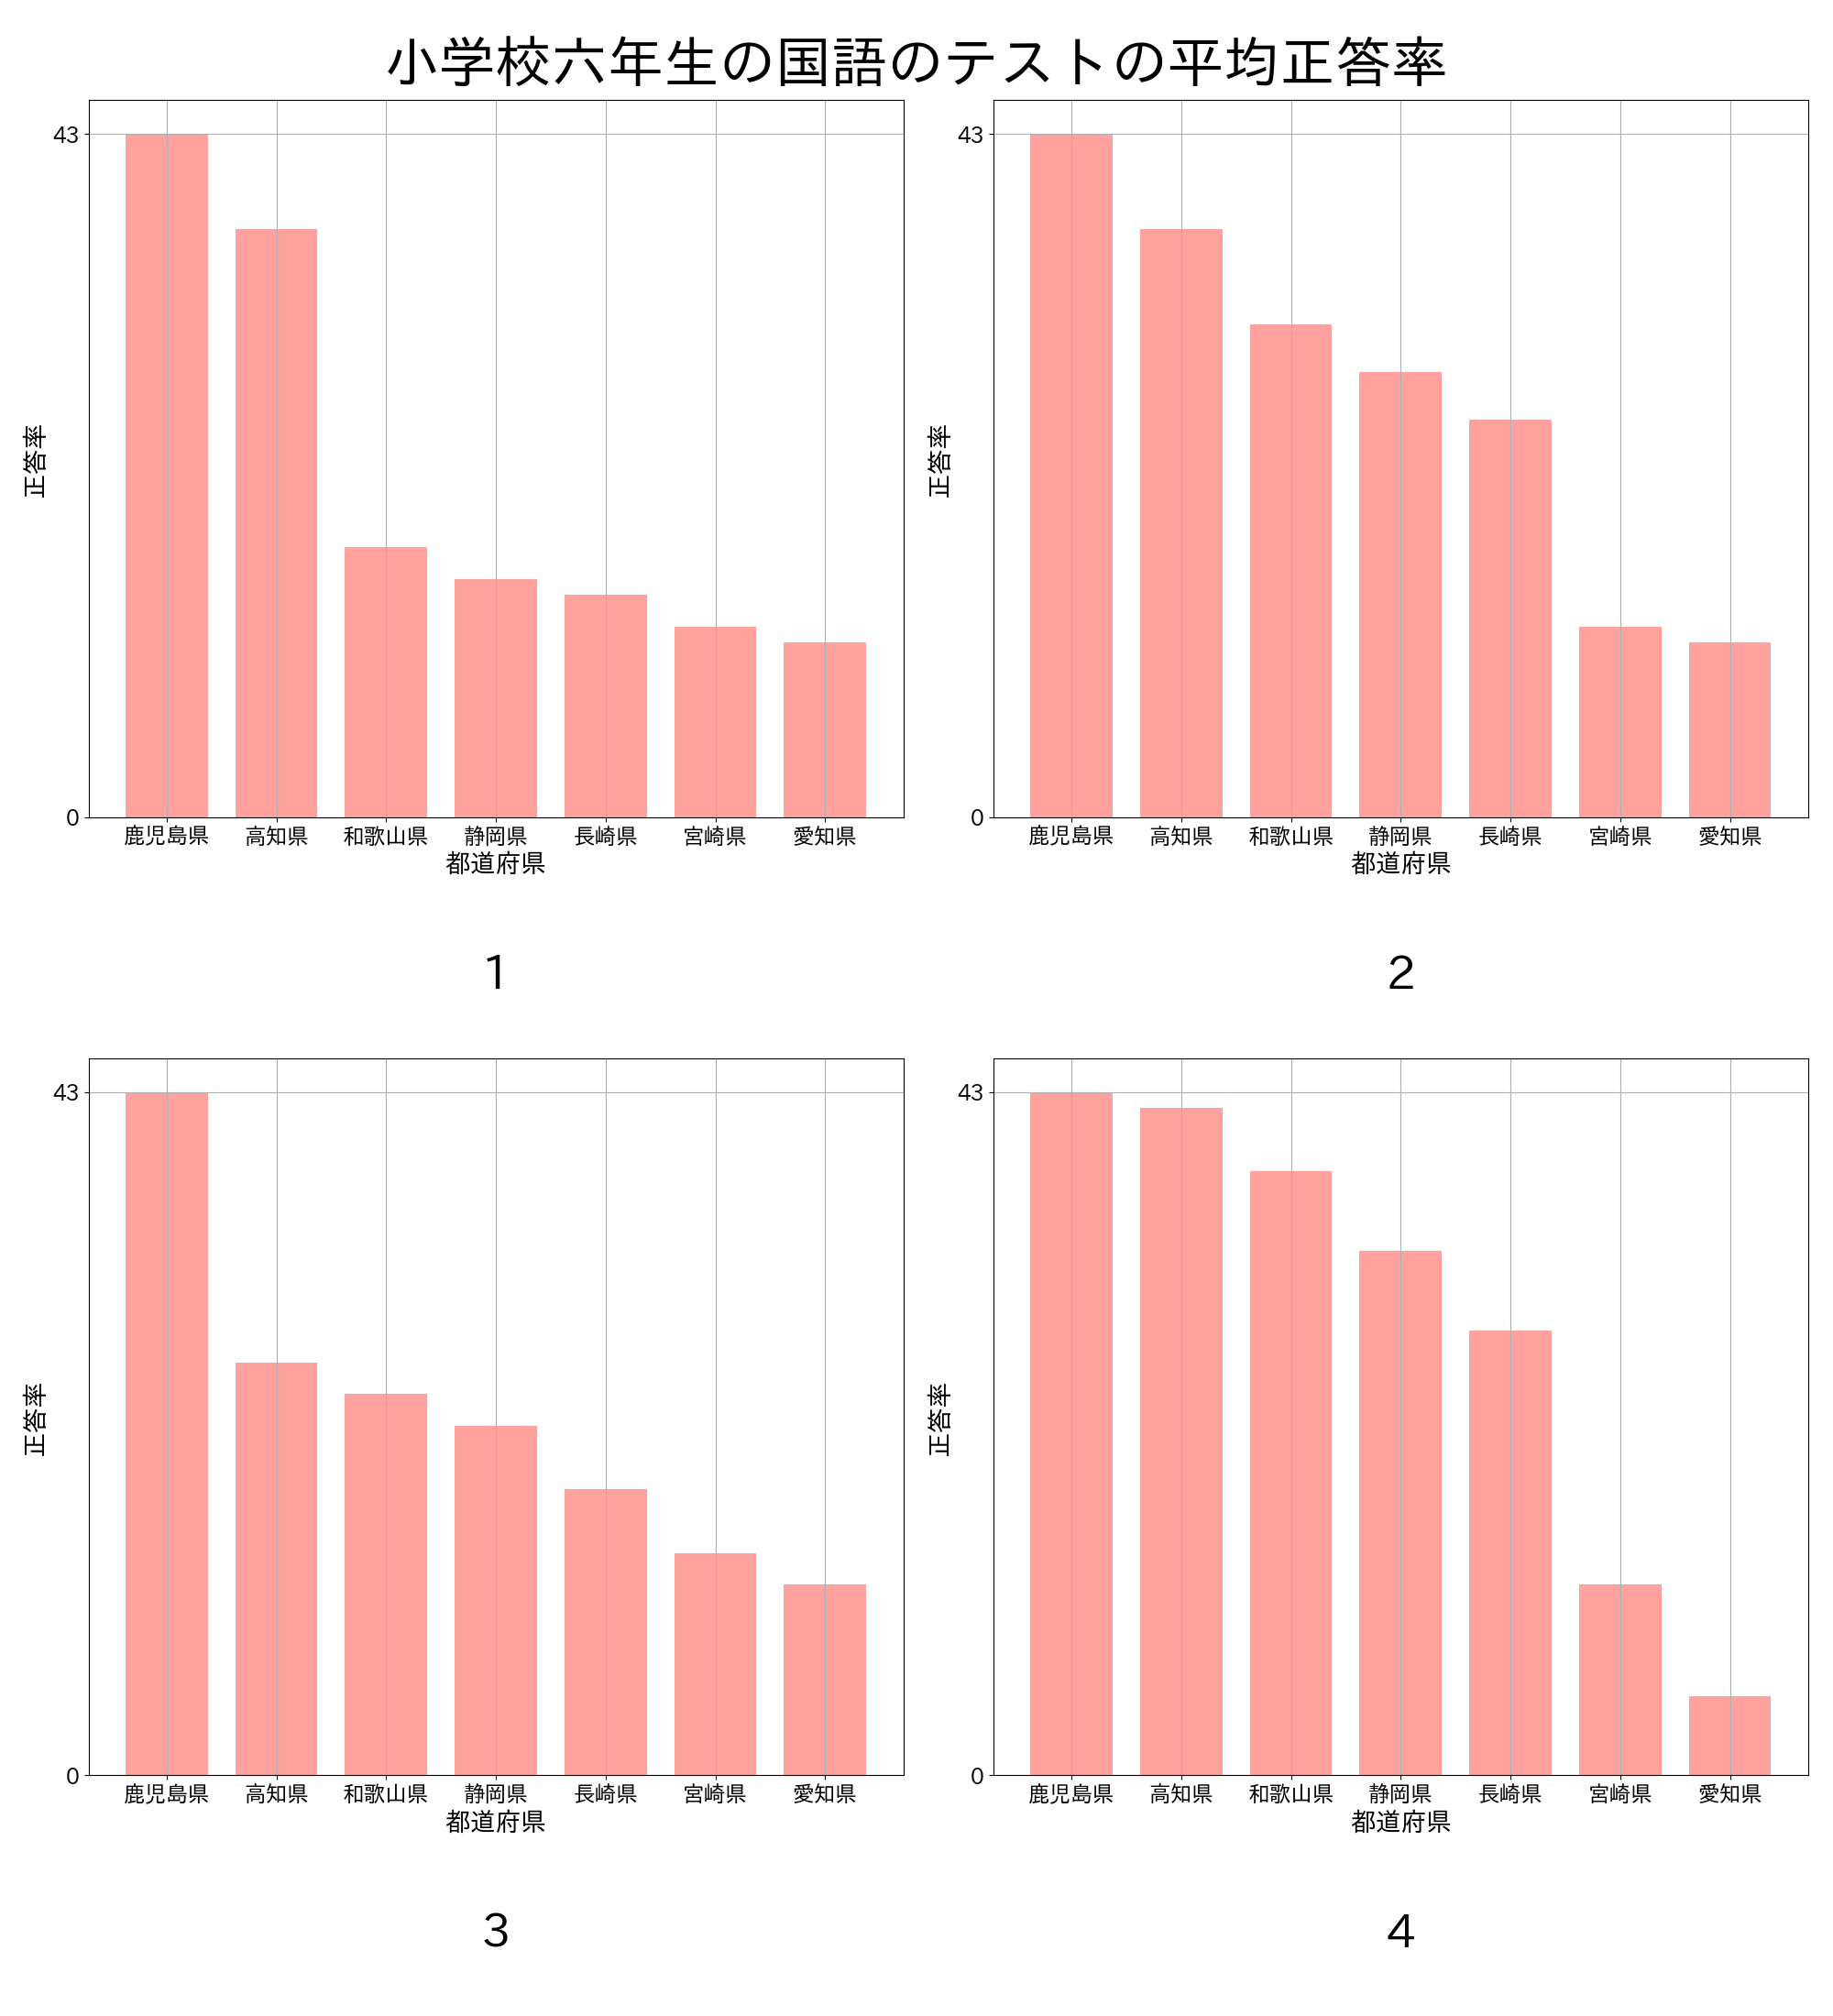 小学校六年生の国語のテストの平均正答率
43
0
正答率
鹿児島県 高知県 和歌山県 静岡県 長崎県 宮崎県 愛知県
都道府県
1
43
0
正答率
鹿児島県 高知県 和歌山県 静岡県 長崎県 宮崎県 愛知県
都道府県
2
43
0
正答率
鹿児島県 高知県 和歌山県 静岡県 長崎県 宮崎県 愛知県
都道府県
3
43
0
正答率
鹿児島県 高知県 和歌山県 静岡県 長崎県 宮崎県 愛知県
都道府県
4